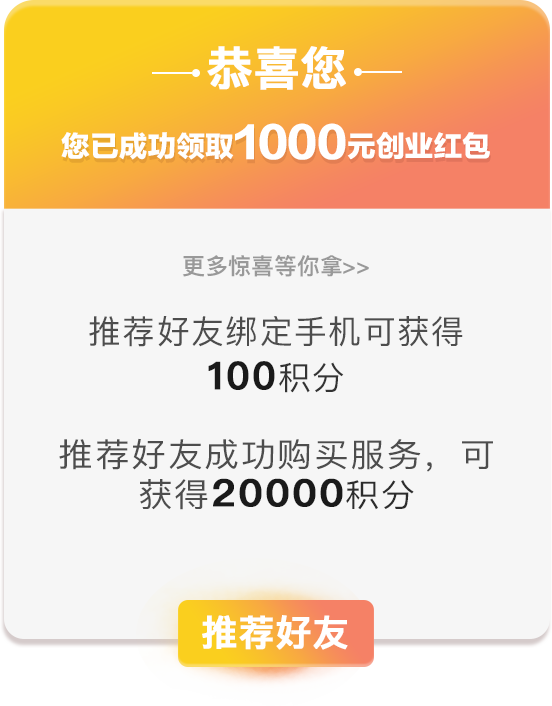 恭喜您
您已成功领取1000元创业红包
更多惊喜等你拿>>
推荐好友绑定手机可获得
100积分
推荐好友成功购买服务，可
获得20000积分
推荐好友